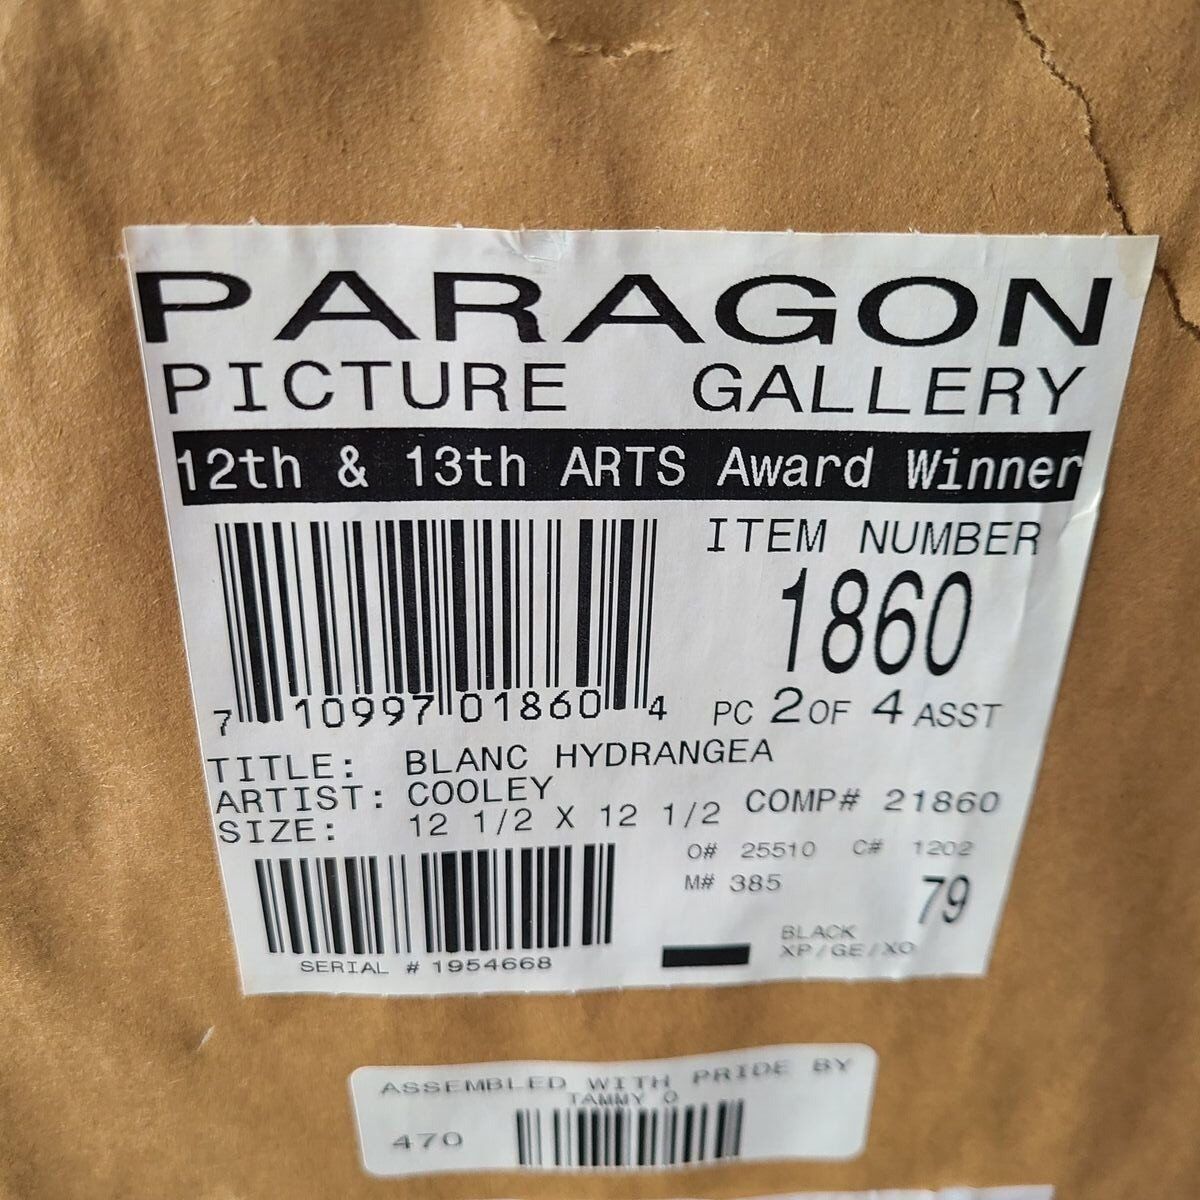 PARAGON
PICTURE GALLERY
12th & 13th ARTS Award Winner
ITEM NUMBER
1860
7 10997 01860 4
PC 2 OF 4 ASST
TITLE: BLANC HYDRANGEA
ARTIST: COOLEY
SIZE: 12 1/2 X 12 1/2 COMP# 21860
O# 25510 C# 1202
M# 385
79
BLACK
XP/GE/XO
SERIAL # 1954668
ASSEMBLED WITH PRIDE BY
TAMMY O
470